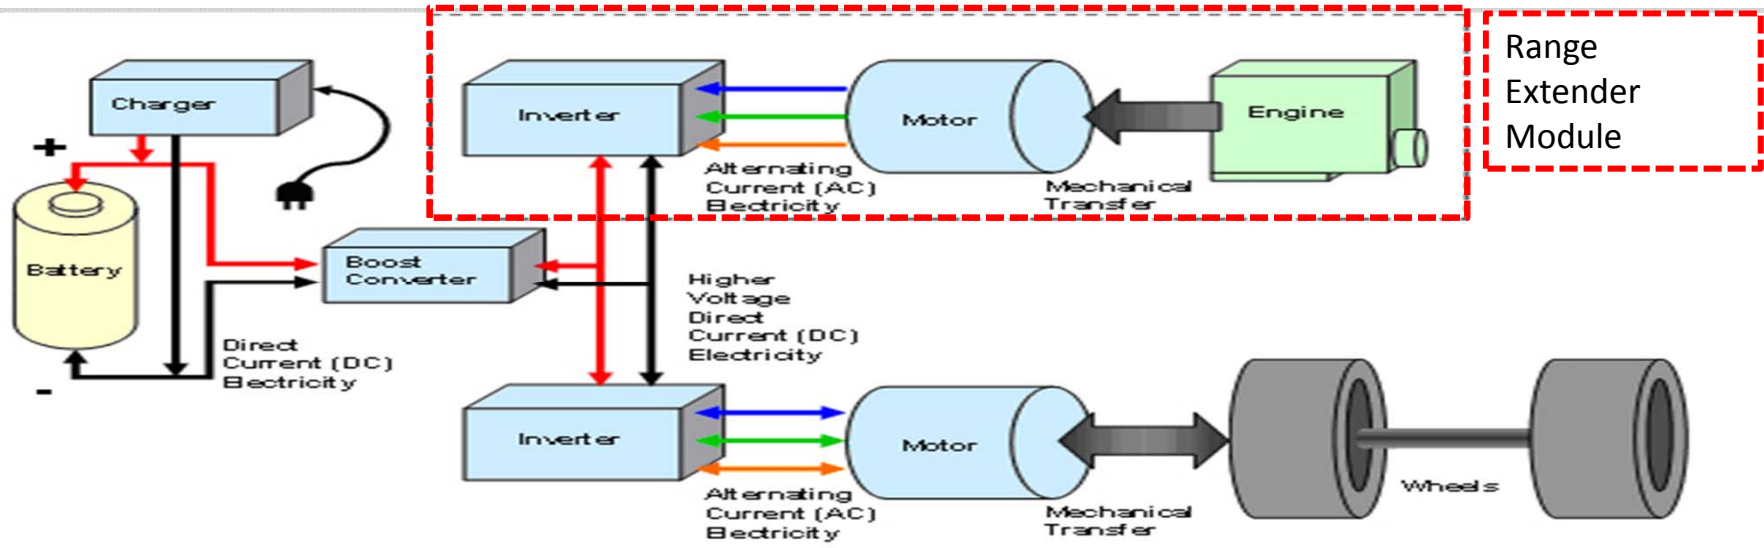 Range
Extender
Module
Charger
Inverter
Motor
Engine
Alternating
Current (AC)
Electricity
Mechanical
Transfer
+
Battery
-
Boost
Converter
Direct
Current (DC)
Electricity
Higher
Voltage
Direct
Current (DC)
Electricity
Inverter
Motor
Wheels
Alternating
Current (AC)
Electricity
Mechanical
Transfer